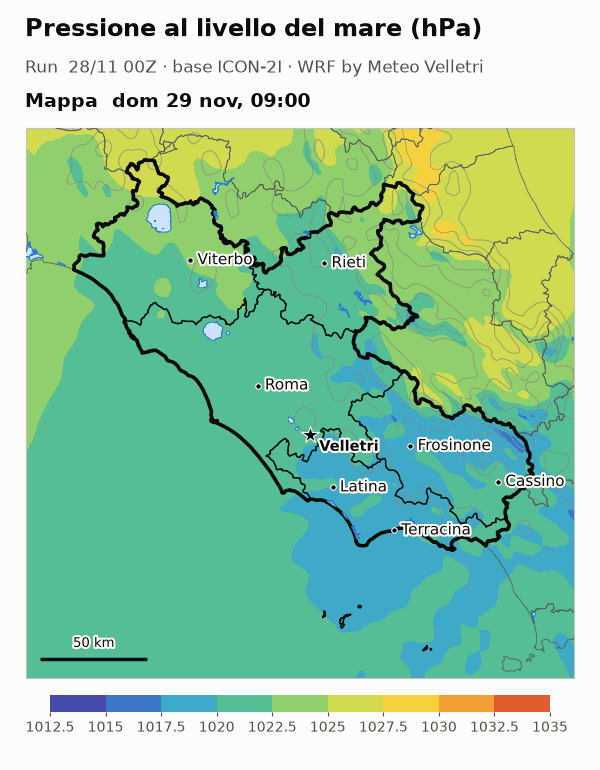 Pressione al livello del mare (hPa)
Run 28/11 00Z · base ICON-2I · WRF by Meteo Velletri
Mappa dom 29 nov, 09:00
Viterbo
Rieti
Roma
Velletri
Frosinone
Cassino
Latina
Terracina
50 km
1012.5 1015 1017.5 1020 1022.5 1025 1027.5 1030 1032.5 1035